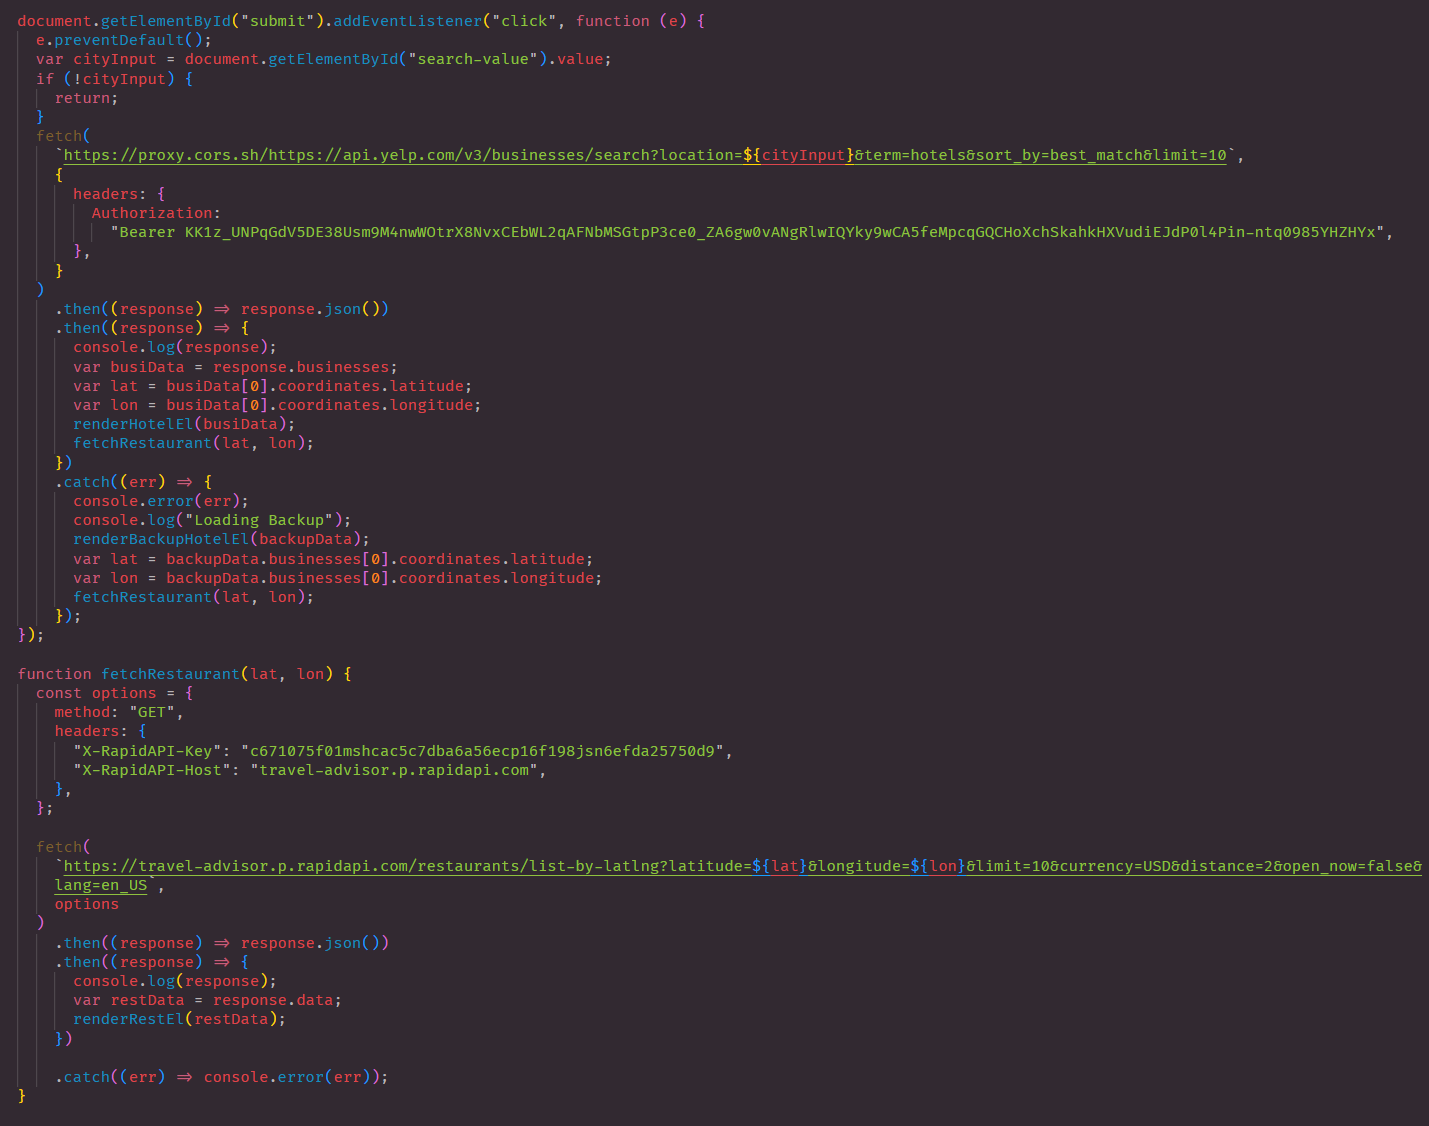 document.getElementById("submit").addEventListener("click", function (e) {
  e.preventDefault();
  var cityInput = document.getElementById("search-value").value;
  if (!cityInput) {
    return;
  }
  fetch(
    `https://proxy.cors.sh/https://api.yelp.com/v3/businesses/search?location=${cityInput}&term=hotels&sort_by=best_match&limit=10`,
    {
      headers: {
        Authorization:
          "Bearer KK1z_UNPqGdV5DE38Usm9M4nwWOtrX8NvxCEbWL2qAFNbMSGtpP3ce0_ZA6gw0vANgRlwIQYky9wCA5feMpcqGQCHoXchSkahkHXVudiEJdP0l4Pin-ntq0985YHZHYx",
      },
    }
  )
    .then((response) => response.json())
    .then((response) => {
      console.log(response);
      var busiData = response.businesses;
      var lat = busiData[0].coordinates.latitude;
      var lon = busiData[0].coordinates.longitude;
      renderHotelEl(busiData);
      fetchRestaurant(lat, lon);
    })
    .catch((err) => {
      console.error(err);
      console.log("Loading Backup");
      renderBackupHotelEl(backupData);
      var lat = backupData.businesses[0].coordinates.latitude;
      var lon = backupData.businesses[0].coordinates.longitude;
      fetchRestaurant(lat, lon);
    });
});

function fetchRestaurant(lat, lon) {
  const options = {
    method: "GET",
    headers: {
      "X-RapidAPI-Key": "c671075f01mshcac5c7dba6a56ecp16f198jsn6efda25750d9",
      "X-RapidAPI-Host": "travel-advisor.p.rapidapi.com",
    },
  };

  fetch(
    `https://travel-advisor.p.rapidapi.com/restaurants/list-by-latlng?latitude=${lat}&longitude=${lon}&limit=10&currency=USD&distance=2&open_now=false&
    lang=en_US`,
    options
  )
    .then((response) => response.json())
    .then((response) => {
      console.log(response);
      var restData = response.data;
      renderRestEl(restData);
    })

    .catch((err) => console.error(err));
}